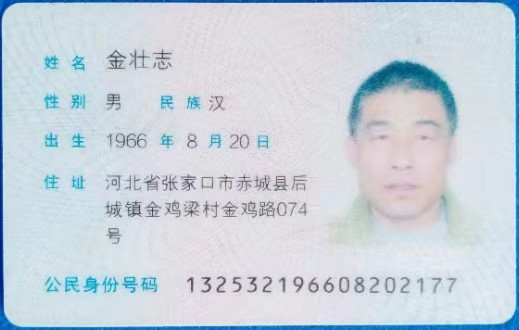 姓名 金壮志
性别 男 民族 汉
出生 1966 年 8 月 20 日
住址 河北省张家口市赤城县后
城镇金鸡梁村金鸡路074
号
公民身份号码 132532196608202177